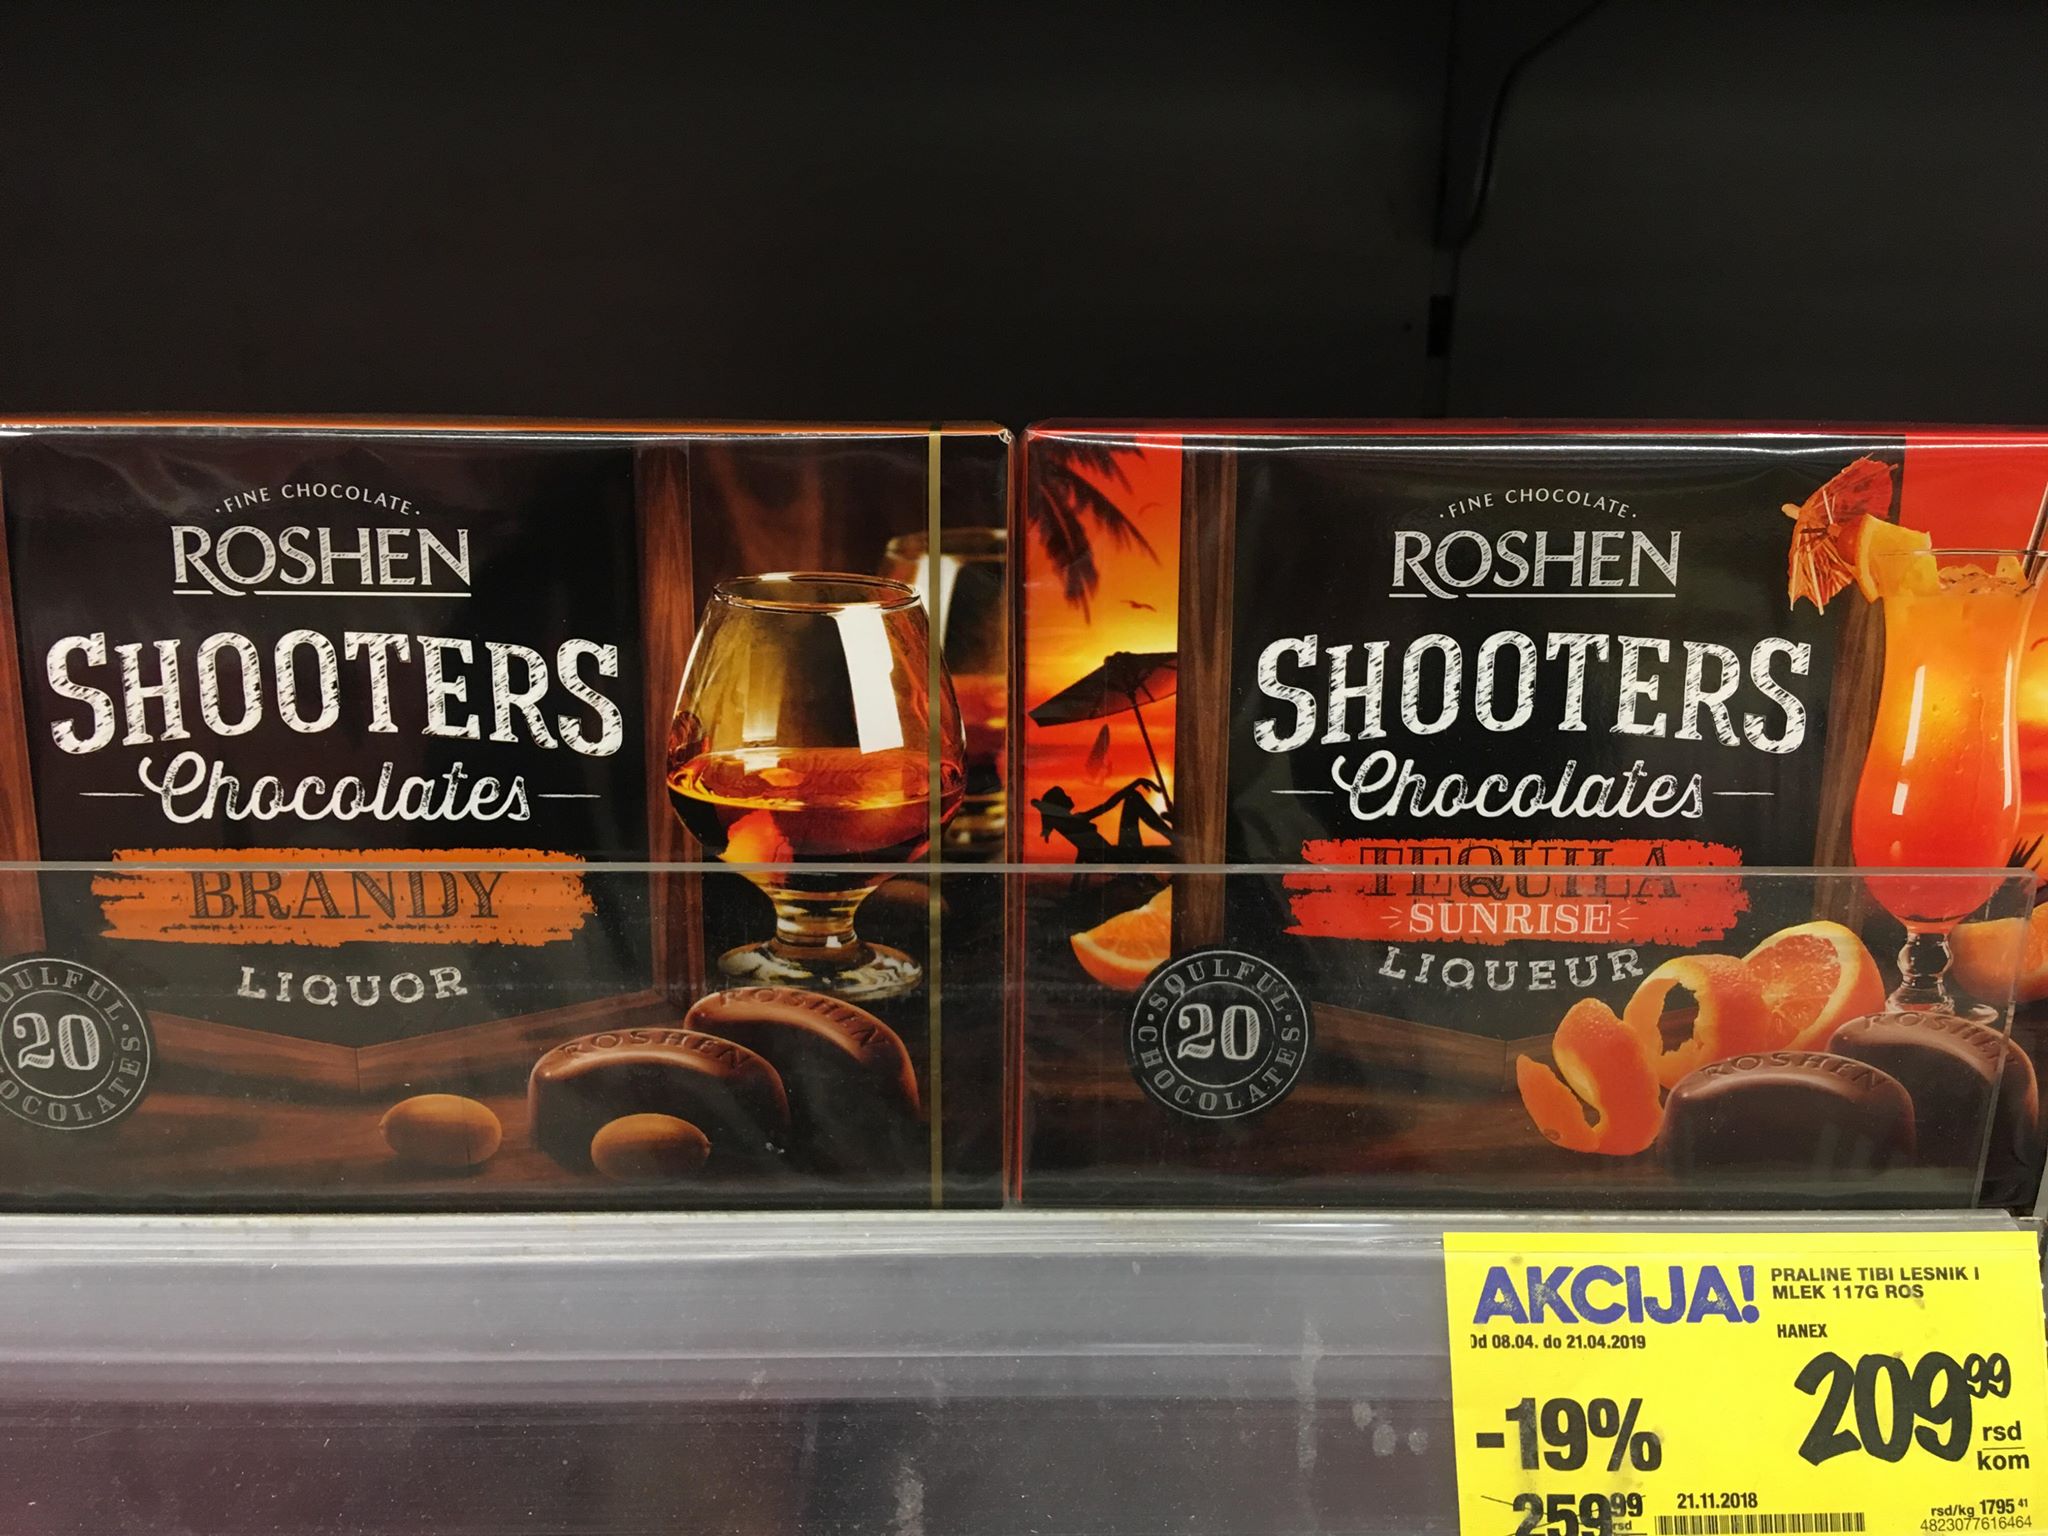 · FINE CHOCOLATE ·
ROSHEN
SHOOTERS
Chocolates
BRANDY
LIQUOR
OULFUL ·
20
OCOLATES
ROSHEN
ROSHEN
· FINE CHOCOLATE ·
ROSHEN
SHOOTERS
Chocolates
TEQUILA
SUNRISE
LIQUEUR
· SOULFUL ·
20
CHOCOLATES
ROSHEN
ROSHEN
AKCIJA!
Od 08.04. do 21.04.2019
PRALINE TIBI LESNIK I
MLEK 117G ROS
HANEX
-19%
209 99
rsd
kom
259 99
rsd
21.11.2018
rsd/kg 1795 41
4823077616464